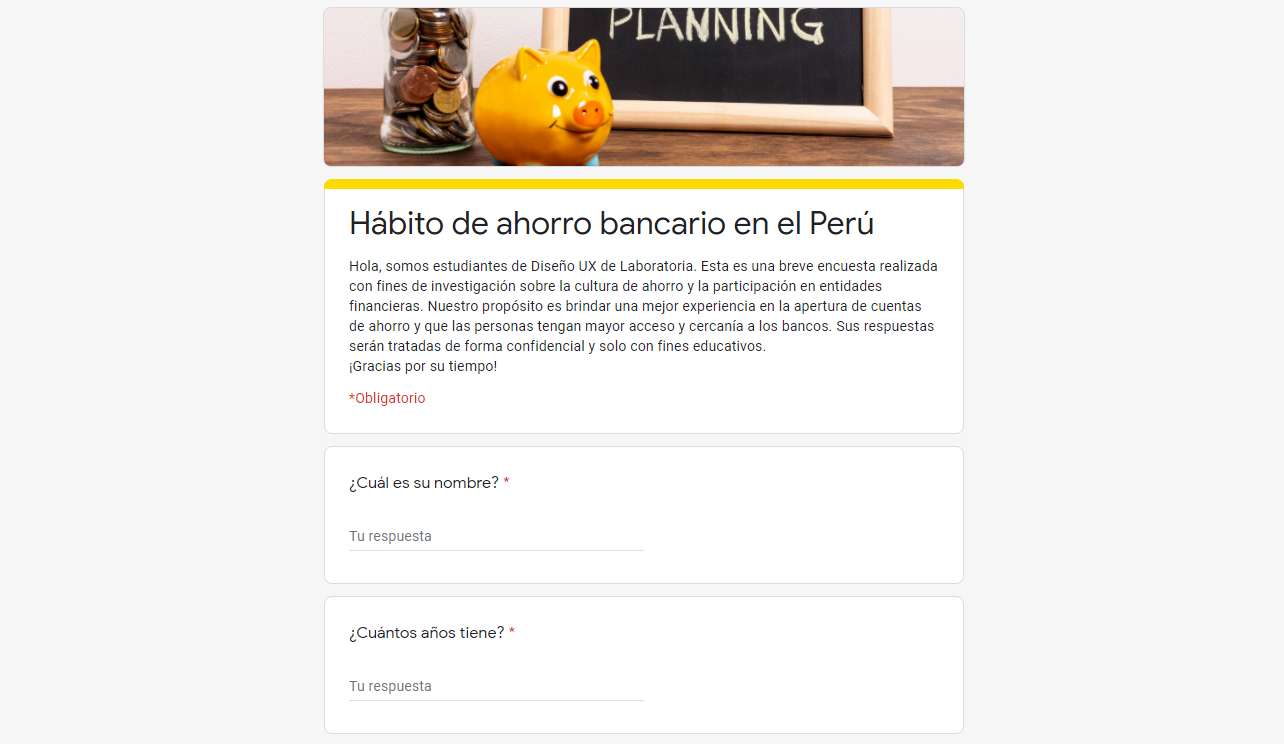 PLANNING
Hábito de ahorro bancario en el Perú
Hola, somos estudiantes de Diseño UX de Laboratoria. Esta es una breve encuesta realizada
con fines de investigación sobre la cultura de ahorro y la participación en entidades
financieras. Nuestro propósito es brindar una mejor experiencia en la apertura de cuentas
de ahorro y que las personas tengan mayor acceso y cercanía a los bancos. Sus respuestas
serán tratadas de forma confidencial y solo con fines educativos.
¡Gracias por su tiempo!
*Obligatorio
¿Cuál es su nombre? *
Tu respuesta
¿Cuántos años tiene? *
Tu respuesta